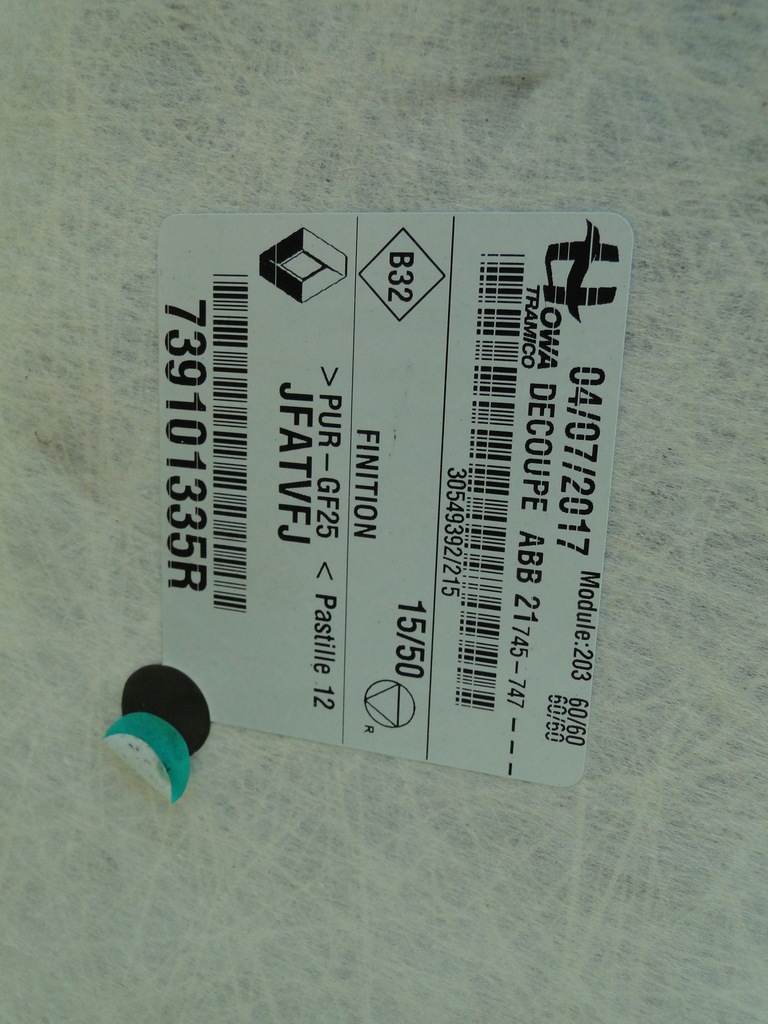 HOWA
TRAMICO
04/07/2017 Module:203 60/60
60/60
DECOUPE ABB 21745-747 - - -
30549392/215
B32
FINITION
15/50
R
>PUR-GF25 < Pastille 12
JFATVFJ
739101335R